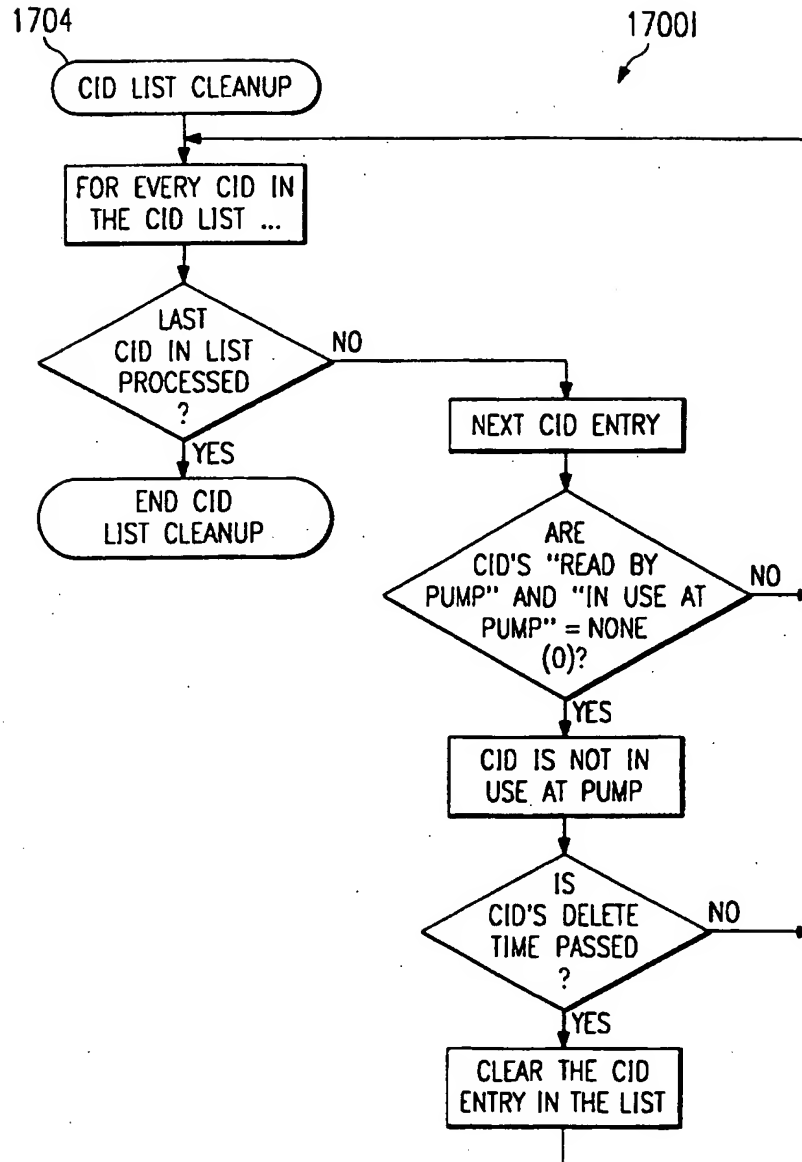 1704
1700I
CID LIST CLEANUP
FOR EVERY CID IN
THE CID LIST ...
LAST
CID IN LIST
PROCESSED
?
NO
YES
END CID
LIST CLEANUP
NEXT CID ENTRY
ARE
CID'S "READ BY
PUMP" AND "IN USE AT
PUMP" = NONE
(0)?
NO
YES
CID IS NOT IN
USE AT PUMP
IS
CID'S DELETE
TIME PASSED
?
NO
YES
CLEAR THE CID
ENTRY IN THE LIST